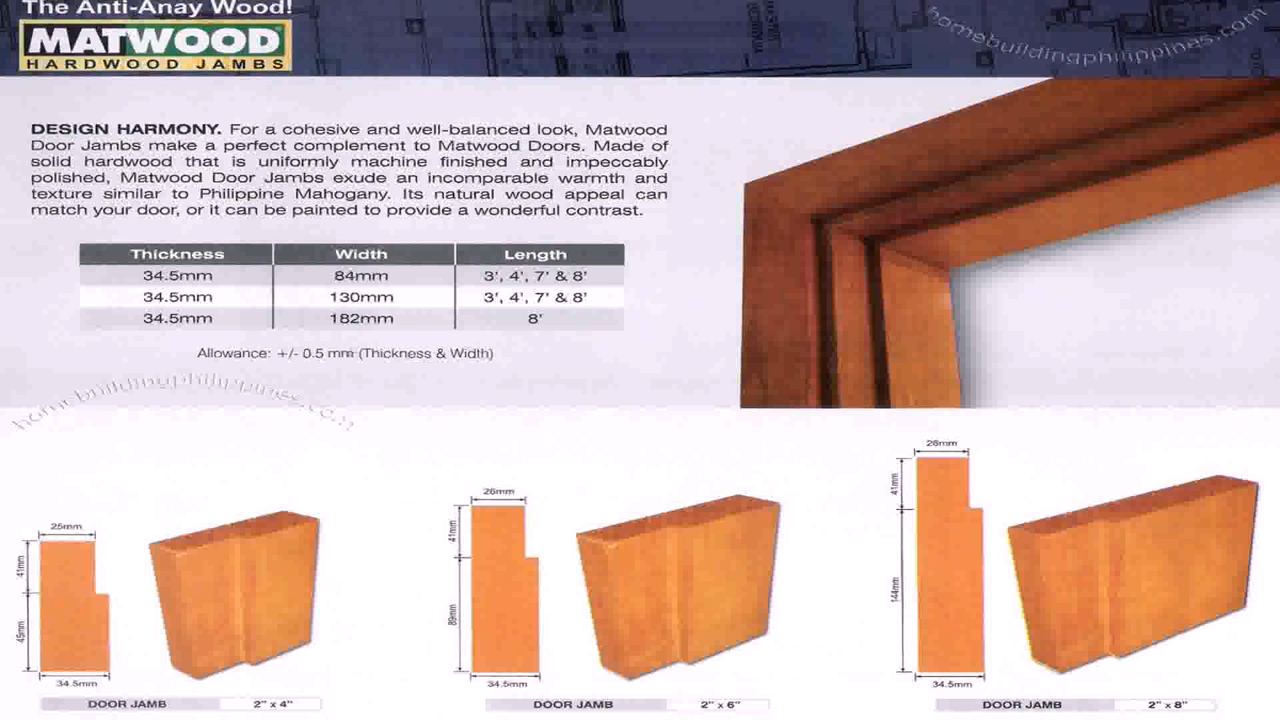 The Anti-Anay Wood!
MATWOOD
HARDWOOD JAMBS
homebuildingphilippines.com
DESIGN HARMONY. For a cohesive and well-balanced look, Matwood
Door Jambs make a perfect complement to Matwood Doors. Made of
solid hardwood that is uniformly machine finished and impeccably
polished, Matwood Door Jambs exude an incomparable warmth and
texture similar to Philippine Mahogany. Its natural wood appeal can
match your door, or it can be painted to provide a wonderful contrast.
Thickness Width Length
34.5mm 84mm 3', 4', 7' & 8'
34.5mm 130mm 3', 4', 7' & 8'
34.5mm 182mm 8'
Allowance: +/- 0.5 mm (Thickness & Width)
homebuildingphilippines.com
25mm
41mm
45mm
34.5mm
DOOR JAMB 2" x 4"
26mm
41mm
89mm
34.5mm
DOOR JAMB 2" x 6"
26mm
41mm
144mm
34.5mm
DOOR JAMB 2" x 8"